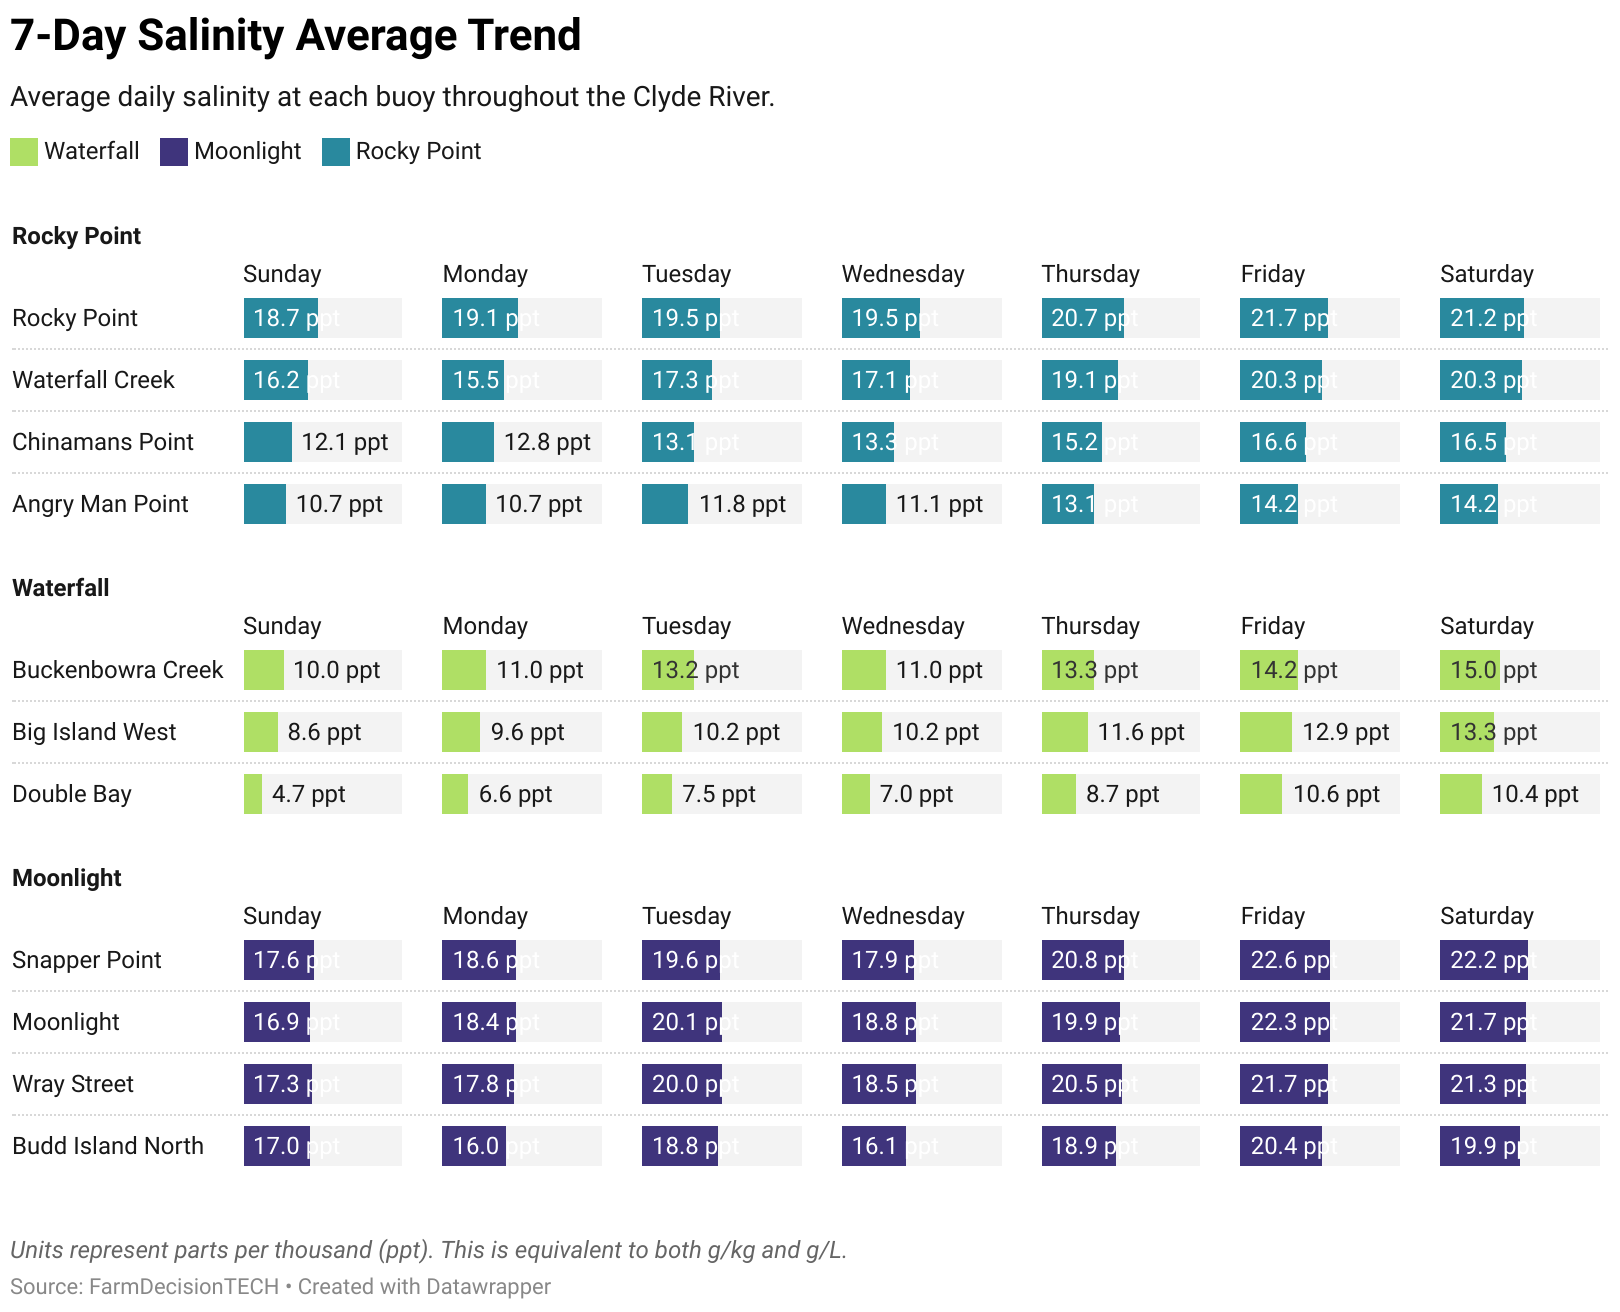 7-Day Salinity Average Trend
Average daily salinity at each buoy throughout the Clyde River.
Waterfall Moonlight Rocky Point
Rocky Point
Sunday Monday Tuesday Wednesday Thursday Friday Saturday
Rocky Point 18.7 ppt 19.1 ppt 19.5 ppt 19.5 ppt 20.7 ppt 21.7 ppt 21.2 ppt
Waterfall Creek 16.2 ppt 15.5 ppt 17.3 ppt 17.1 ppt 19.1 ppt 20.3 ppt 20.3 ppt
Chinamans Point 12.1 ppt 12.8 ppt 13.1 ppt 13.3 ppt 15.2 ppt 16.6 ppt 16.5 ppt
Angry Man Point 10.7 ppt 10.7 ppt 11.8 ppt 11.1 ppt 13.1 ppt 14.2 ppt 14.2 ppt
Waterfall
Sunday Monday Tuesday Wednesday Thursday Friday Saturday
Buckenbowra Creek 10.0 ppt 11.0 ppt 13.2 ppt 11.0 ppt 13.3 ppt 14.2 ppt 15.0 ppt
Big Island West 8.6 ppt 9.6 ppt 10.2 ppt 10.2 ppt 11.6 ppt 12.9 ppt 13.3 ppt
Double Bay 4.7 ppt 6.6 ppt 7.5 ppt 7.0 ppt 8.7 ppt 10.6 ppt 10.4 ppt
Moonlight
Sunday Monday Tuesday Wednesday Thursday Friday Saturday
Snapper Point 17.6 ppt 18.6 ppt 19.6 ppt 17.9 ppt 20.8 ppt 22.6 ppt 22.2 ppt
Moonlight 16.9 ppt 18.4 ppt 20.1 ppt 18.8 ppt 19.9 ppt 22.3 ppt 21.7 ppt
Wray Street 17.3 ppt 17.8 ppt 20.0 ppt 18.5 ppt 20.5 ppt 21.7 ppt 21.3 ppt
Budd Island North 17.0 ppt 16.0 ppt 18.8 ppt 16.1 ppt 18.9 ppt 20.4 ppt 19.9 ppt
Units represent parts per thousand (ppt). This is equivalent to both g/kg and g/L.
Source: FarmDecisionTECH • Created with Datawrapper